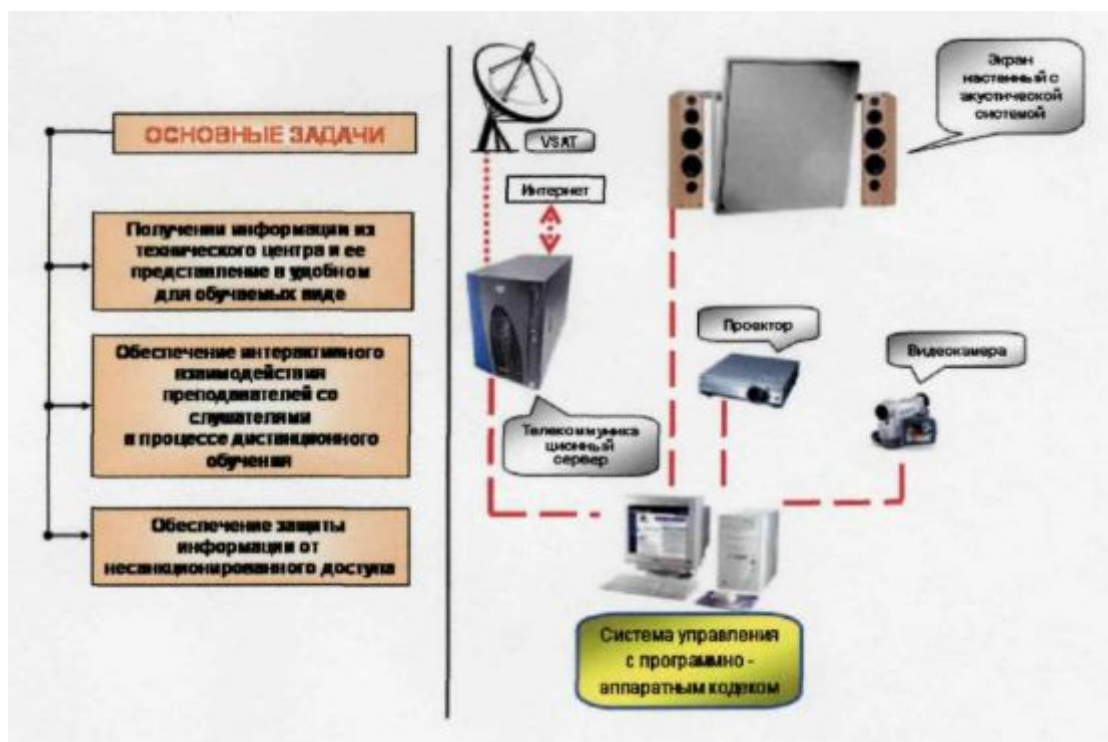 ОСНОВНЫЕ ЗАДАЧИ
Получении информации из
технического центра и ее
представление в удобном
для обучаемых виде
Обеспечение интерактивного
взаимодействия
преподавателей со
слушателями
в процессе дистанционного
обучения
Обеспечение защиты
информации от
несанкционированного доступа
VSAT
Интернет
Экран
настенный с
акустической
системой
Проектор
Видеокамера
Телекоммуника
ционный
сервер
Система управления
с программно -
аппаратным кодеком